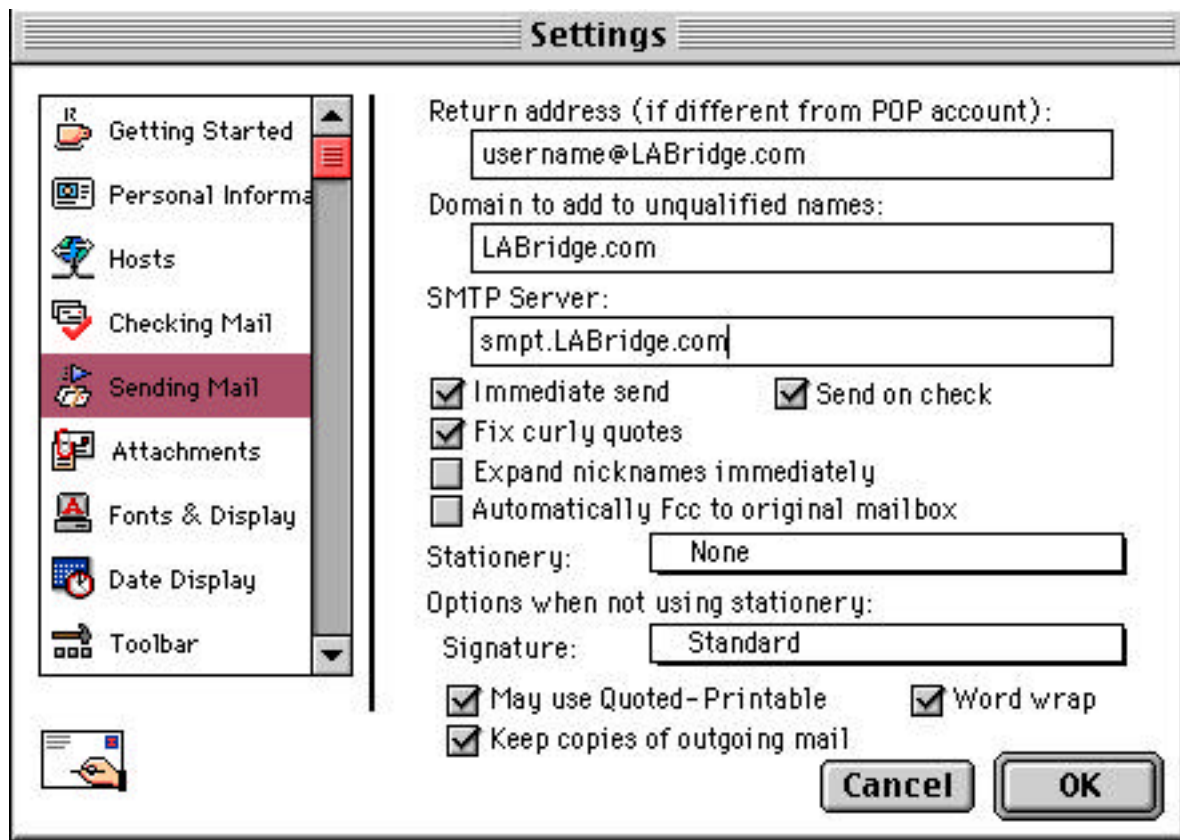 Settings
Getting Started
Personal Informa
Hosts
Checking Mail
Sending Mail
Attachments
Fonts & Display
Date Display
Toolbar
Return address (if different from POP account):
username@LABridge.com
Domain to add to unqualified names:
LABridge.com
SMTP Server:
smpt.LABridge.com
Immediate send Send on check
Fix curly quotes
Expand nicknames immediately
Automatically Fcc to original mailbox
Stationery: None
Options when not using stationery:
Signature: Standard
May use Quoted-Printable Word wrap
Keep copies of outgoing mail
Cancel OK